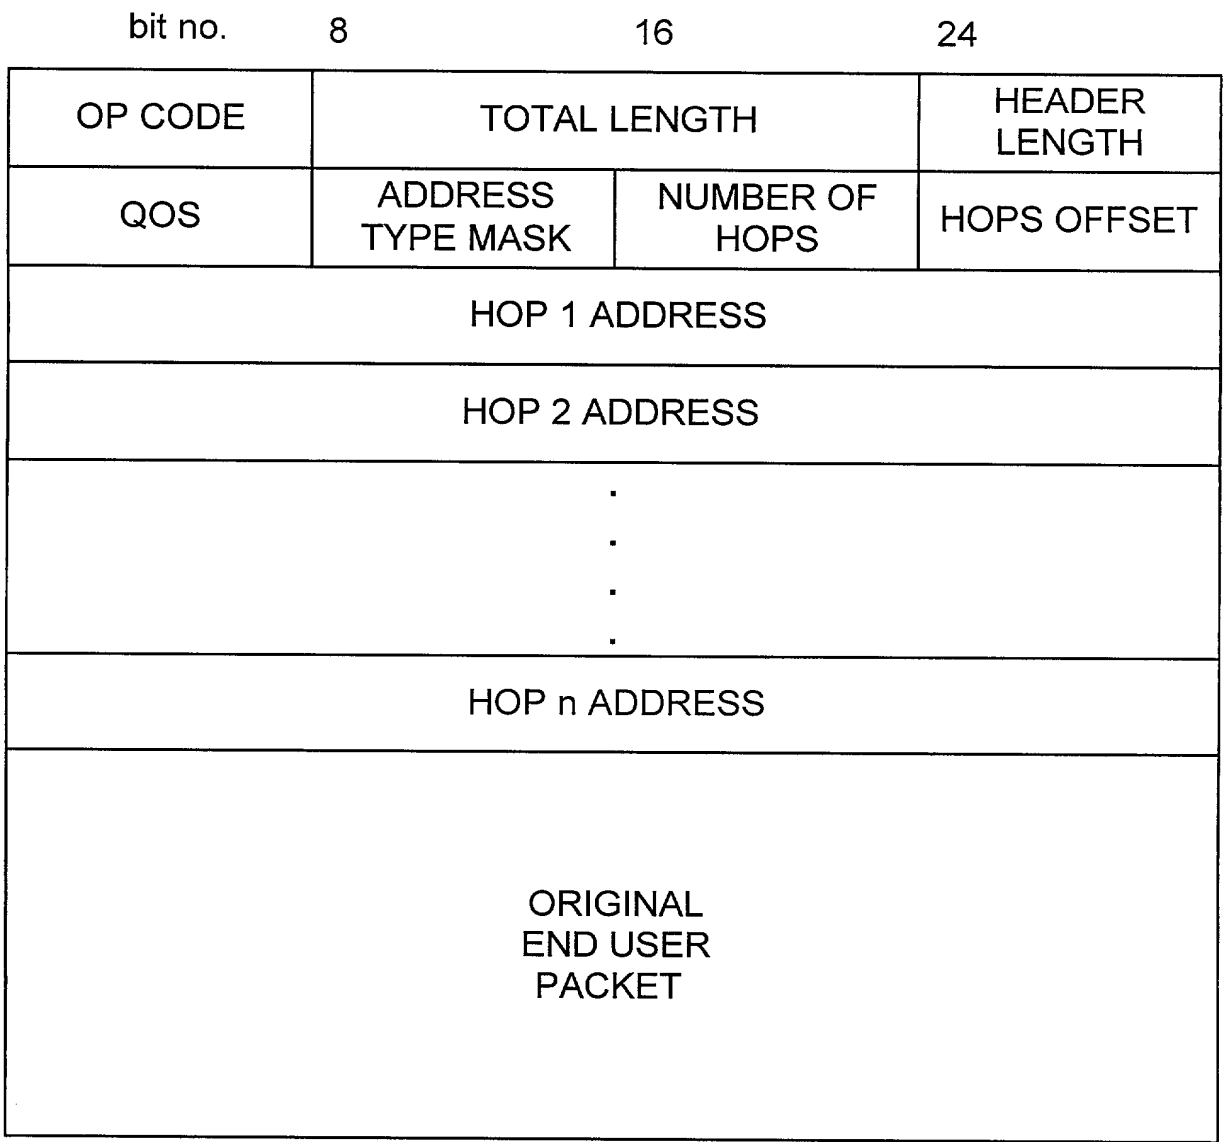 bit no. 8 16 24
OP CODE TOTAL LENGTH HEADER LENGTH
QOS ADDRESS TYPE MASK NUMBER OF HOPS HOPS OFFSET
HOP 1 ADDRESS
HOP 2 ADDRESS
.
.
.
.
HOP n ADDRESS
ORIGINAL
END USER
PACKET